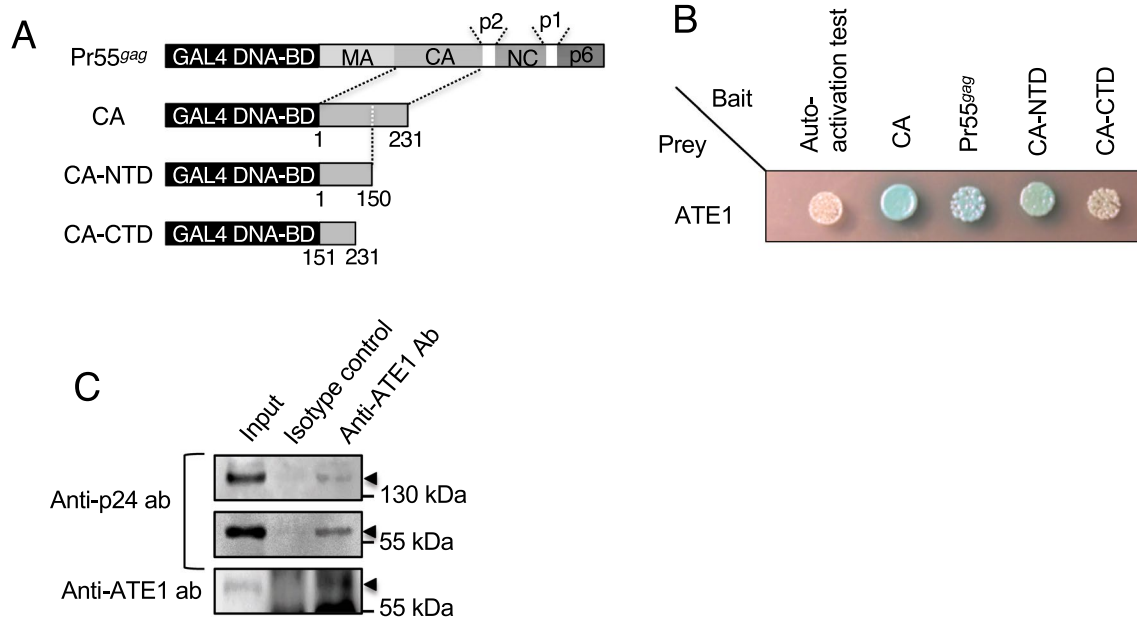 A
p2 p1
Pr55gag GAL4 DNA-BD MA CA NC p6
CA GAL4 DNA-BD
1 231
CA-NTD GAL4 DNA-BD
1 150
CA-CTD GAL4 DNA-BD
151 231
B
Bait
Prey
Auto-
activation test
CA
Pr55gag
CA-NTD
CA-CTD
ATE1
C
Input
Isotype control
Anti-ATE1 Ab
Anti-p24 ab
130 kDa
55 kDa
Anti-ATE1 ab
55 kDa